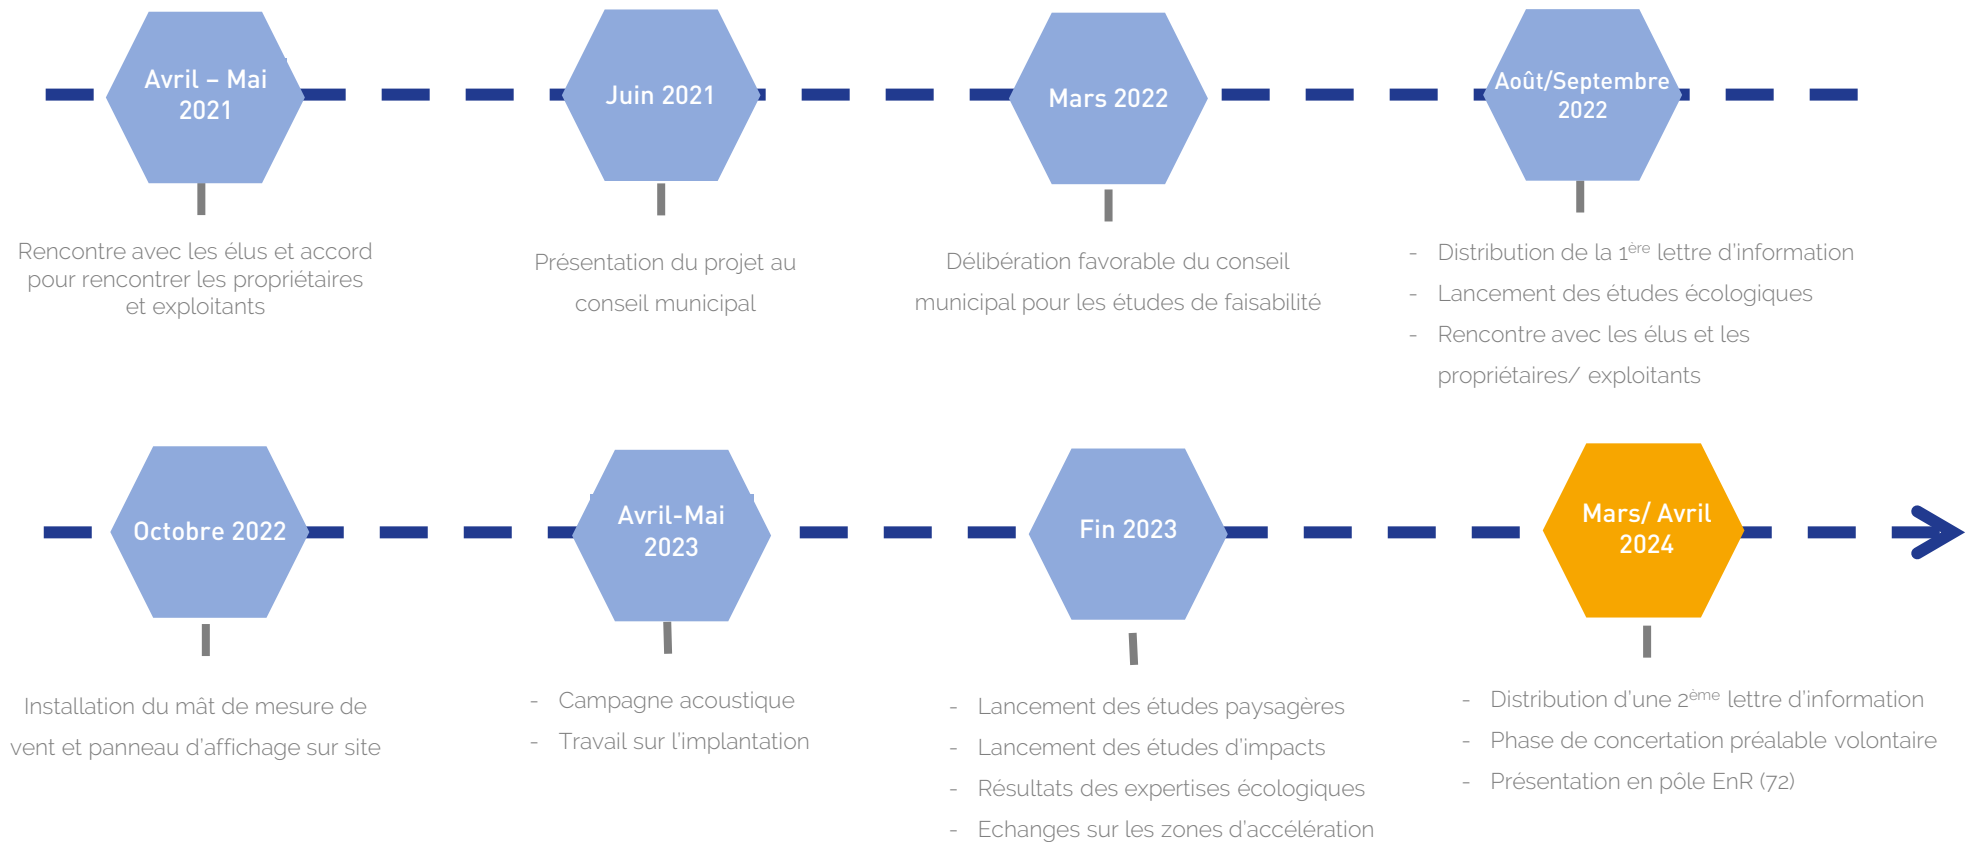 Avril – Mai
2021
Rencontre avec les élus et accord
pour rencontrer les propriétaires
et exploitants
Juin 2021
Présentation du projet au
conseil municipal
Mars 2022
Délibération favorable du conseil
municipal pour les études de faisabilité
Août/Septembre
2022
- Distribution de la 1ère lettre d'information
- Lancement des études écologiques
- Rencontre avec les élus et les
propriétaires/ exploitants
Octobre 2022
Installation du mât de mesure de
vent et panneau d'affichage sur site
Avril-Mai
2023
- Campagne acoustique
- Travail sur l'implantation
Fin 2023
- Lancement des études paysagères
- Lancement des études d'impacts
- Résultats des expertises écologiques
- Echanges sur les zones d'accélération
Mars/ Avril
2024
- Distribution d'une 2ème lettre d'information
- Phase de concertation préalable volontaire
- Présentation en pôle EnR (72)